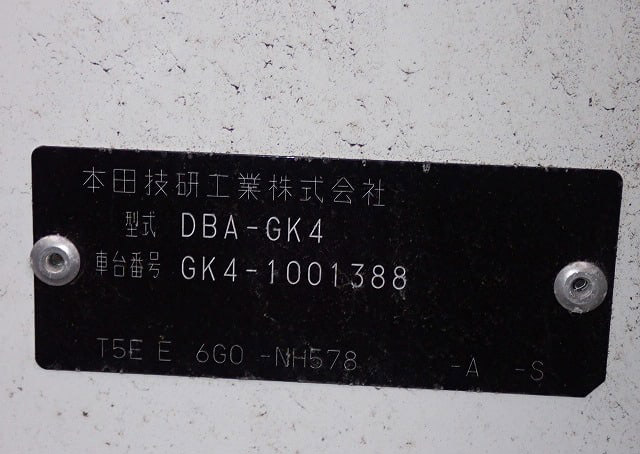 本田技研工業株式会社
型式 DBA-GK4
車台番号 GK4-1001388
T5E E 6G0 -NH578 -A -S